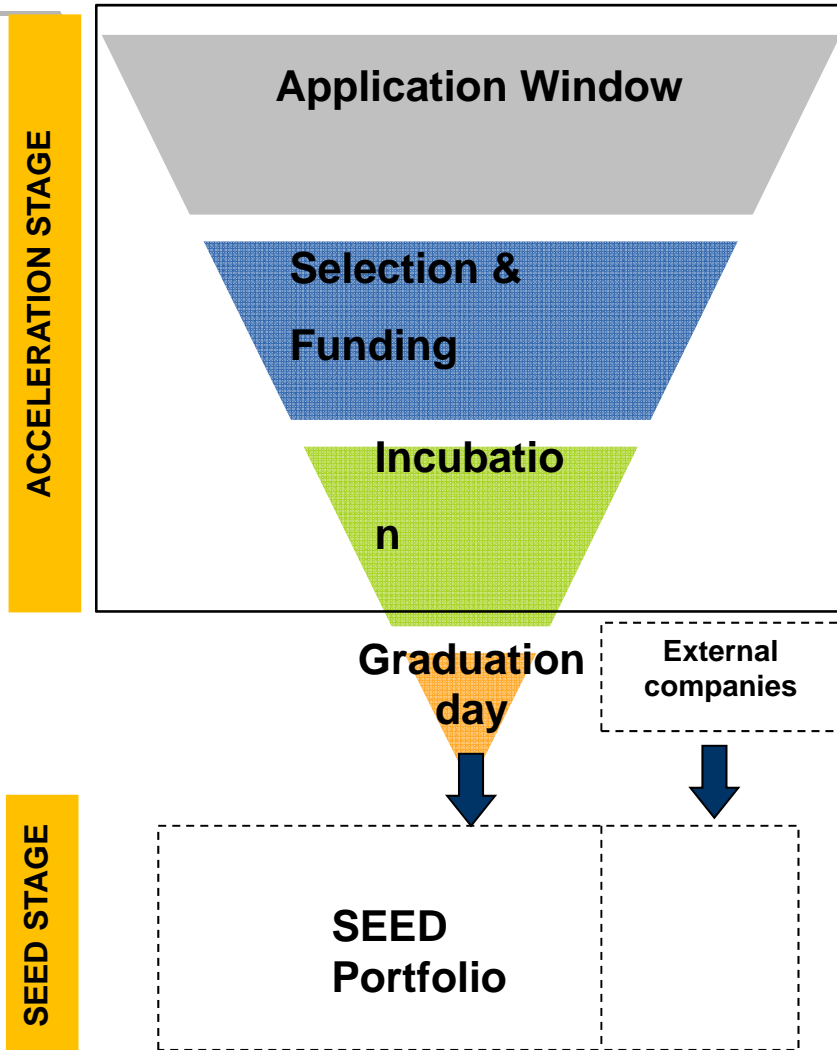 ACCELERATION STAGE
Application Window
Selection &
Funding
Incubatio
n
Graduation
day
External
companies
SEED STAGE
SEED
Portfolio